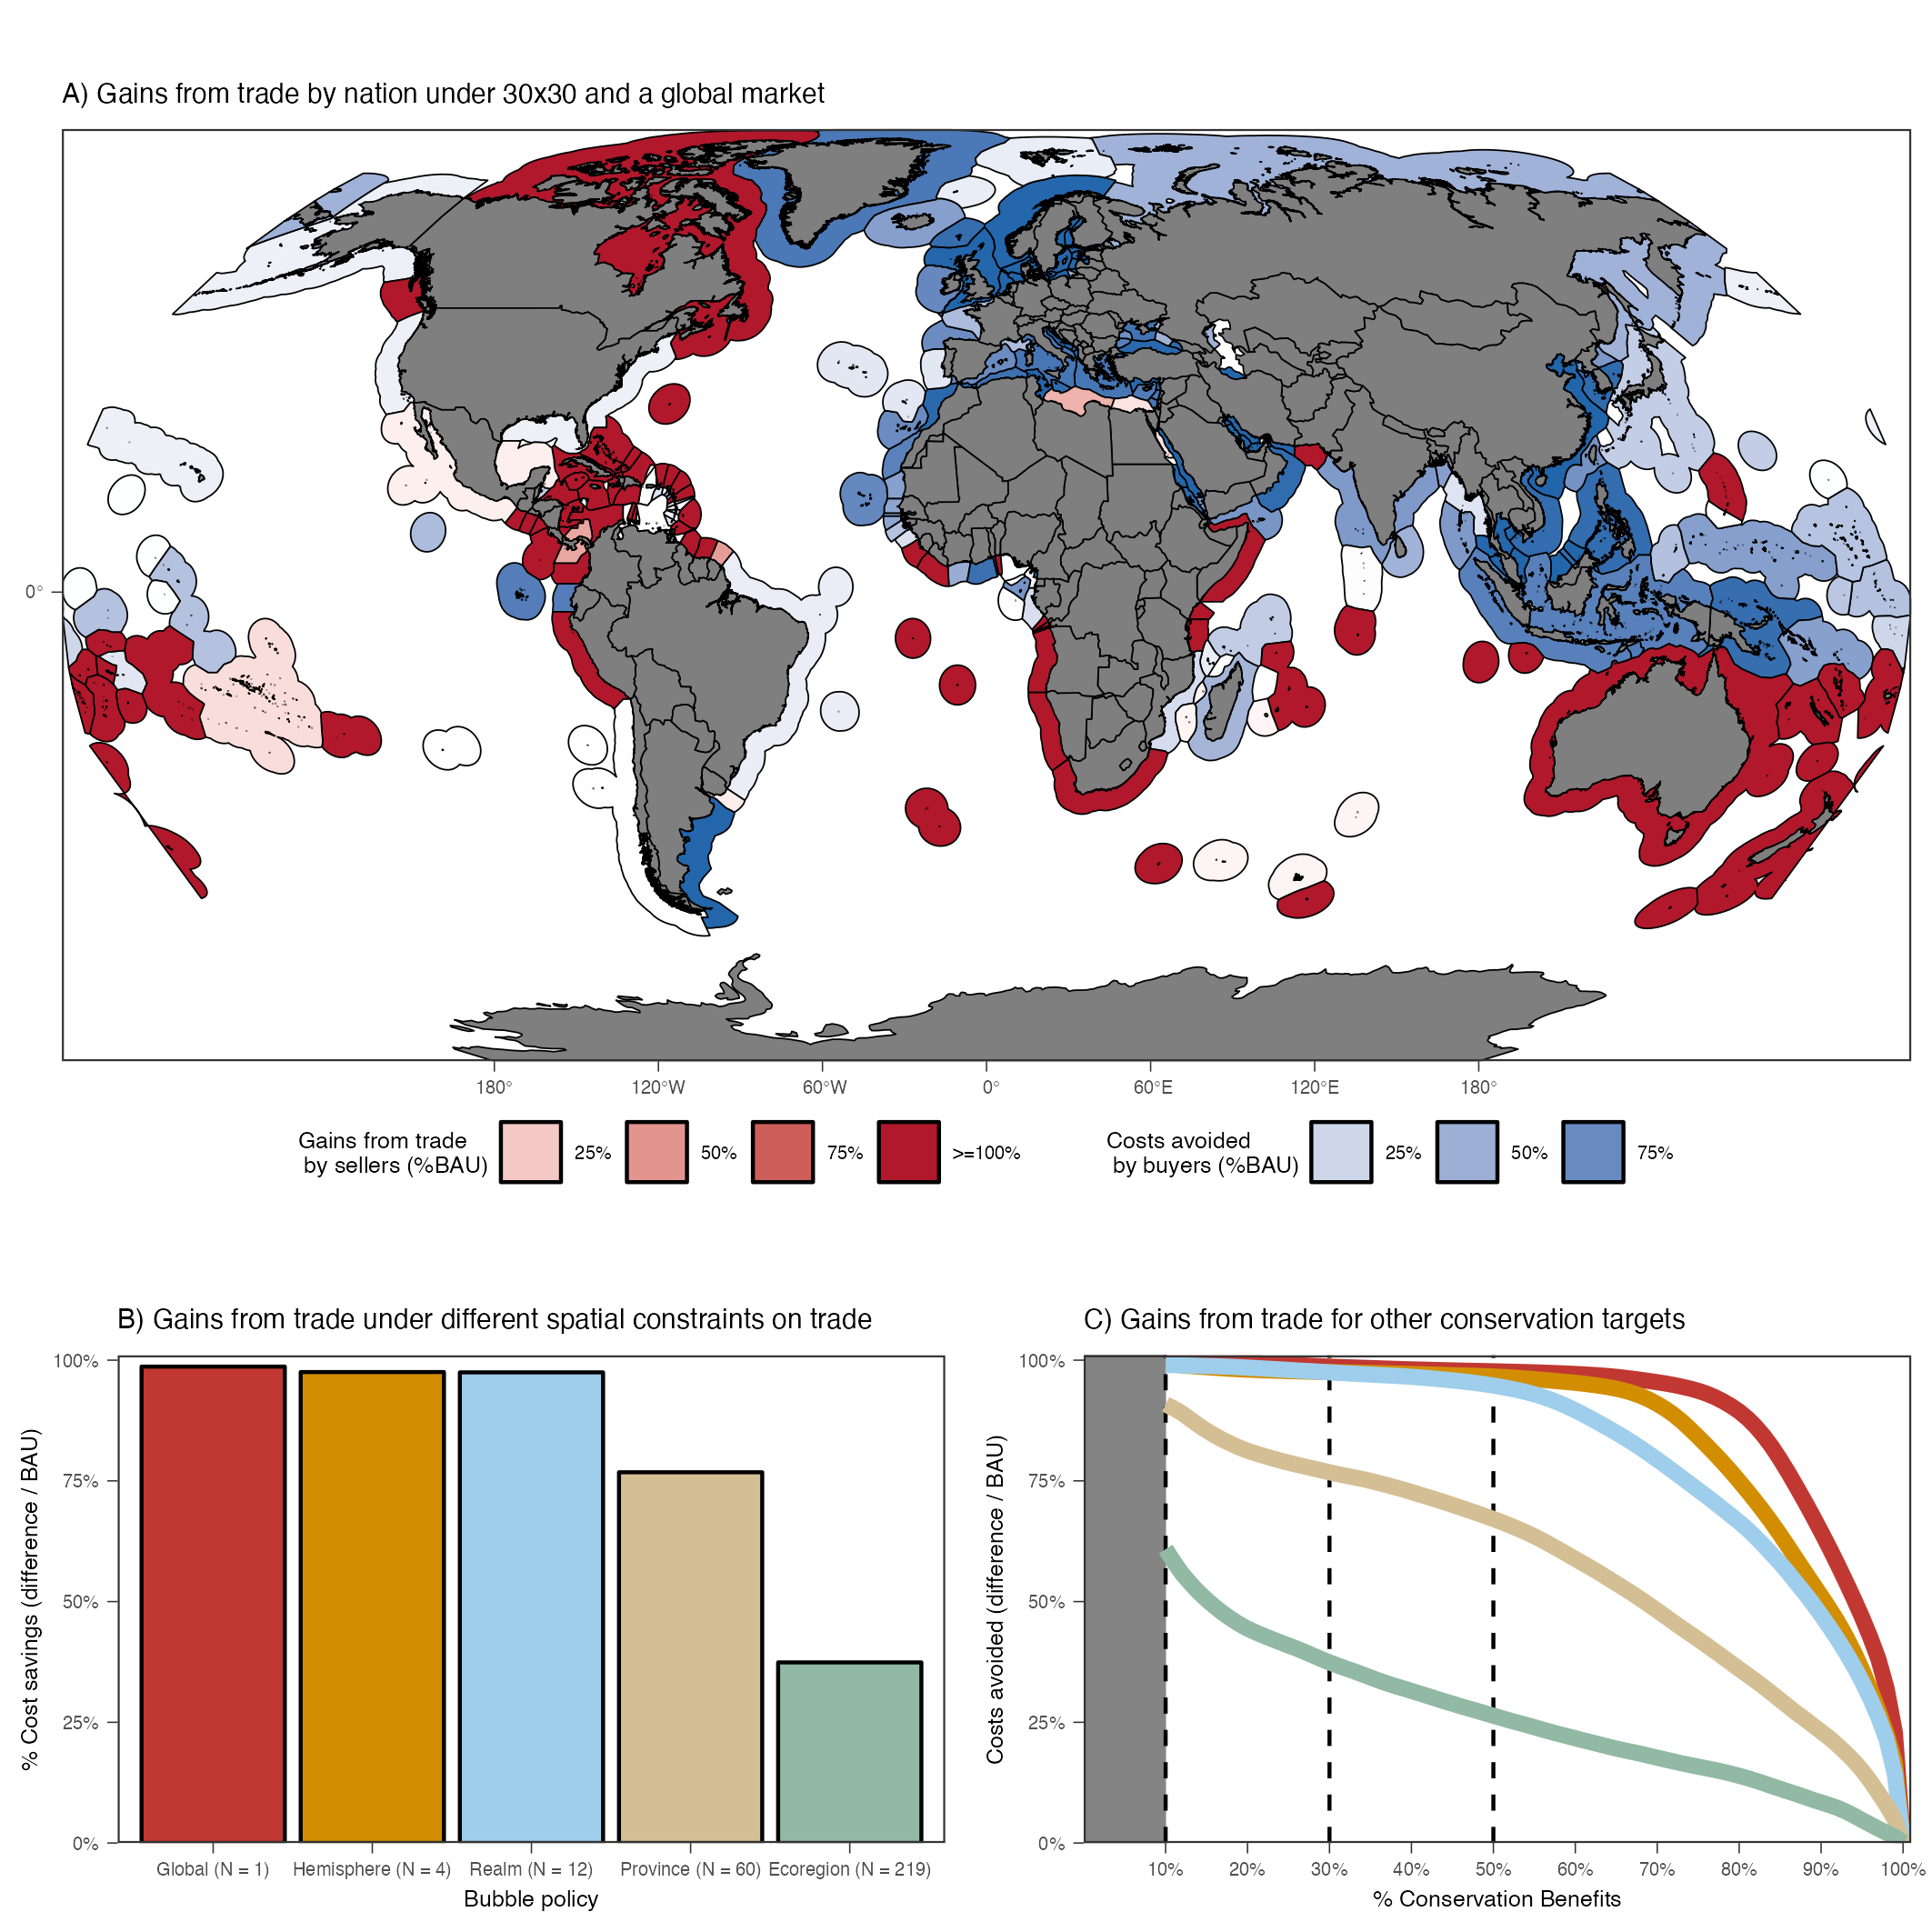 A) Gains from trade by nation under 30x30 and a global market
0°
180° 120°W 60°W 0° 60°E 120°E 180°
Gains from trade
by sellers (%BAU)
25% 50% 75% >=100%
Costs avoided
by buyers (%BAU)
25% 50% 75%
B) Gains from trade under different spatial constraints on trade
% Cost savings (difference / BAU)
100%
75%
50%
25%
0%
Global (N = 1) Hemisphere (N = 4) Realm (N = 12) Province (N = 60) Ecoregion (N = 219)
Bubble policy
C) Gains from trade for other conservation targets
Costs avoided (difference / BAU)
100%
75%
50%
25%
0%
10% 20% 30% 40% 50% 60% 70% 80% 90% 100%
% Conservation Benefits